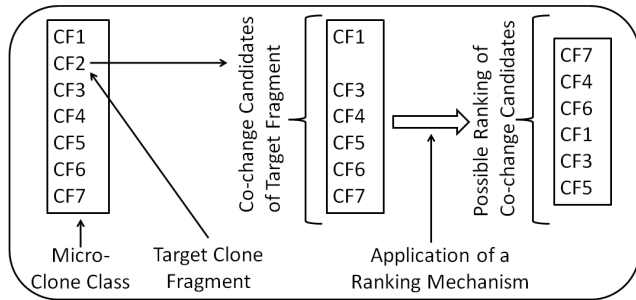 CF1
CF2
CF3
CF4
CF5
CF6
CF7
Micro-
Clone Class
Target Clone
Fragment
Co-change Candidates
of Target Fragment
CF1
CF3
CF4
CF5
CF6
CF7
Application of a
Ranking Mechanism
Possible Ranking of
Co-change Candidates
CF7
CF4
CF6
CF1
CF3
CF5